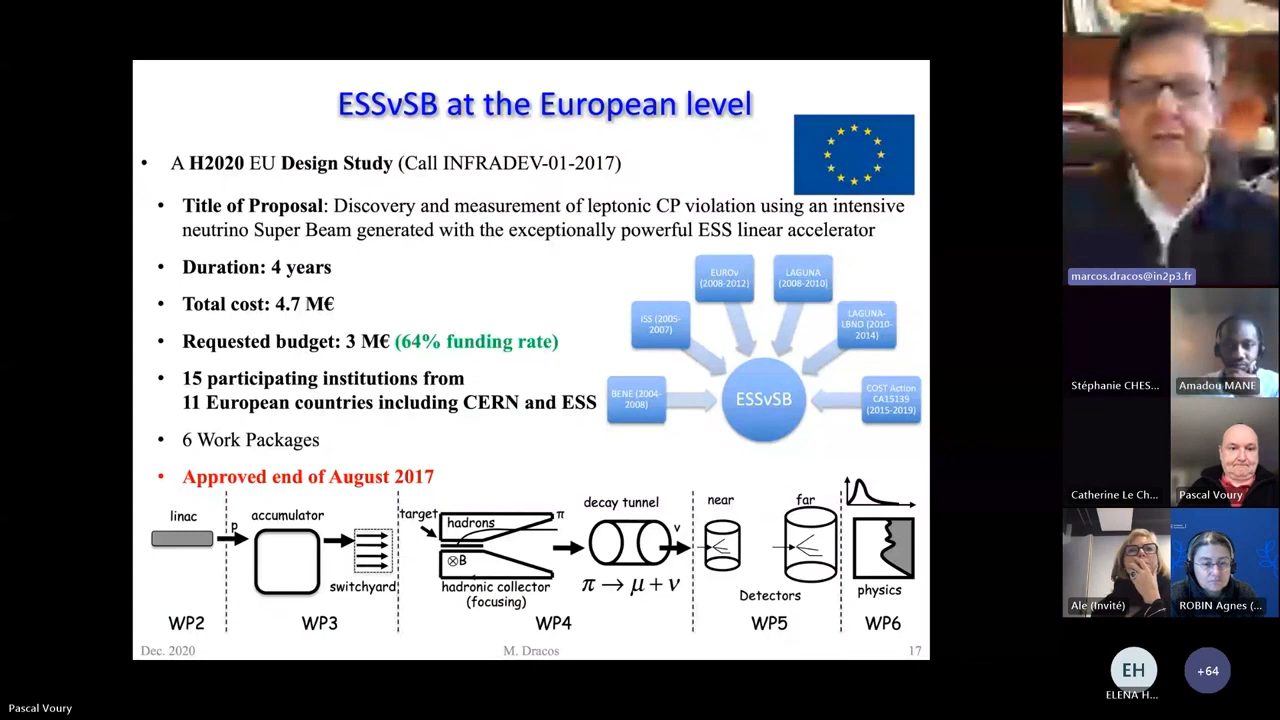 ESSνSB at the European level
• A H2020 EU Design Study (Call INFRADEV-01-2017)
• Title of Proposal: Discovery and measurement of leptonic CP violation using an intensive
neutrino Super Beam generated with the exceptionally powerful ESS linear accelerator
• Duration: 4 years
• Total cost: 4.7 M€
• Requested budget: 3 M€ (64% funding rate)
• 15 participating institutions from
11 European countries including CERN and ESS
• 6 Work Packages
• Approved end of August 2017
BENE (2004-
2008)
ISS (2005-
2007)
EUROν
(2008-2012)
LAGUNA
(2008-2010)
LAGUNA-
LBNO (2010-
2014)
COST Action
CA15139
(2015-2019)
ESSνSB
linac
p
accumulator
switchyard
target
hadrons
π
⊗B
hadronic collector
(focusing)
decay tunnel
ν
π → μ + ν
near
far
Detectors
physics
WP2
WP3
WP4
WP5
WP6
Dec. 2020
M. Dracos
17
marcos.dracos@in2p3.fr
Stéphanie CHES...
Amadou MANE
Catherine Le Ch...
Pascal Voury
Ale (Invité)
ROBIN Agnes (...
EH
ELENA H...
+64
Pascal Voury